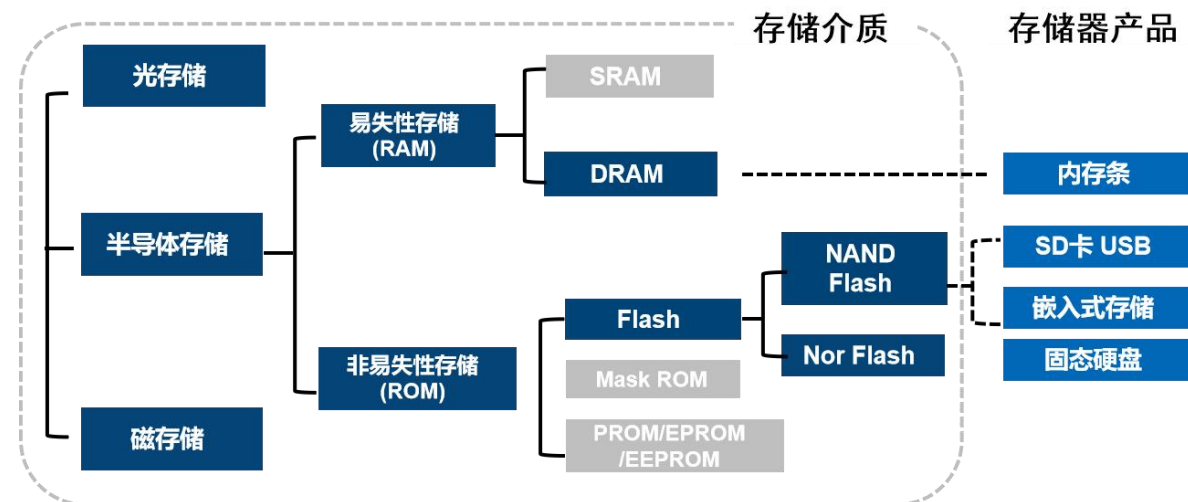 存储介质
存储器产品
光存储
半导体存储
磁存储
易失性存储
(RAM)
非易失性存储
(ROM)
SRAM
DRAM
Flash
Mask ROM
PROM/EPROM
/EEPROM
NAND
Flash
Nor Flash
内存条
SD卡 USB
嵌入式存储
固态硬盘